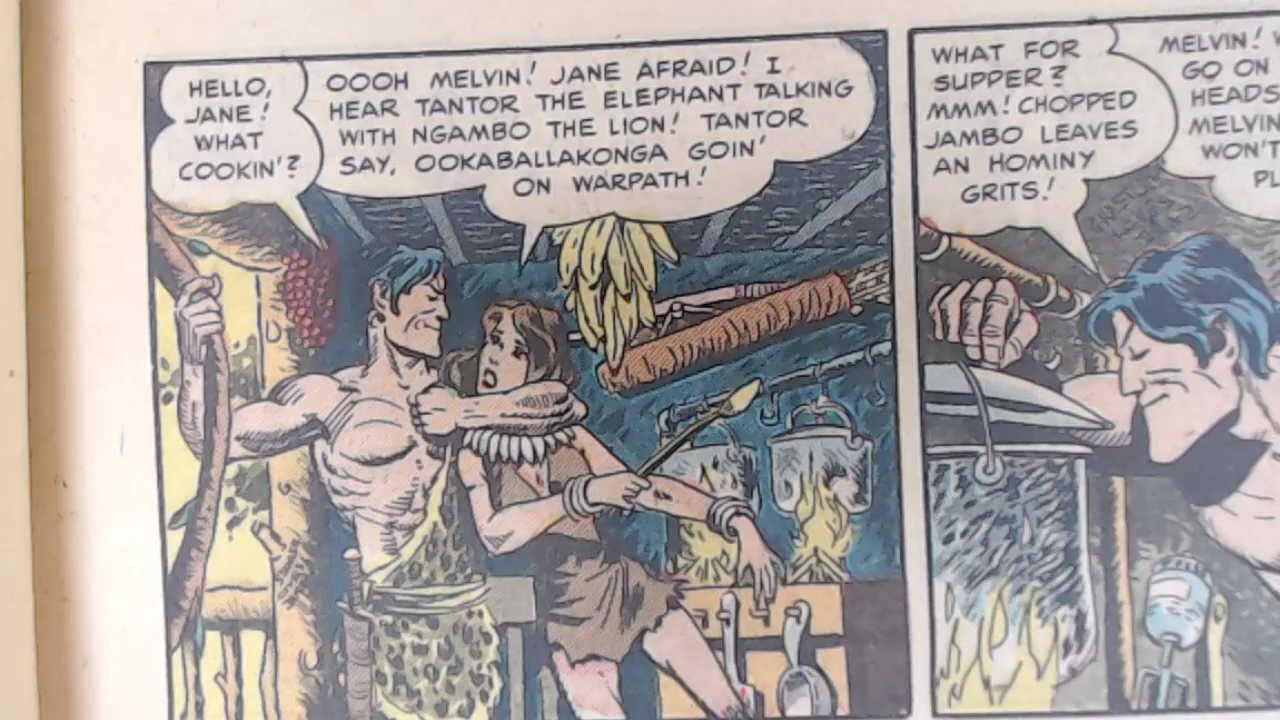 HELLO,
JANE!
WHAT
COOKIN'?
OOOH MELVIN! JANE AFRAID! I
HEAR TANTOR THE ELEPHANT TALKING
WITH NGAMBO THE LION! TANTOR
SAY, OOKABALLAKONGA GOIN'
ON WARPATH!
WHAT FOR
SUPPER?
MMM! CHOPPED
JAMBO LEAVES
AN HOMINY
GRITS!
MELVIN!
GO ON
HEADS
MELVIN
WON'T